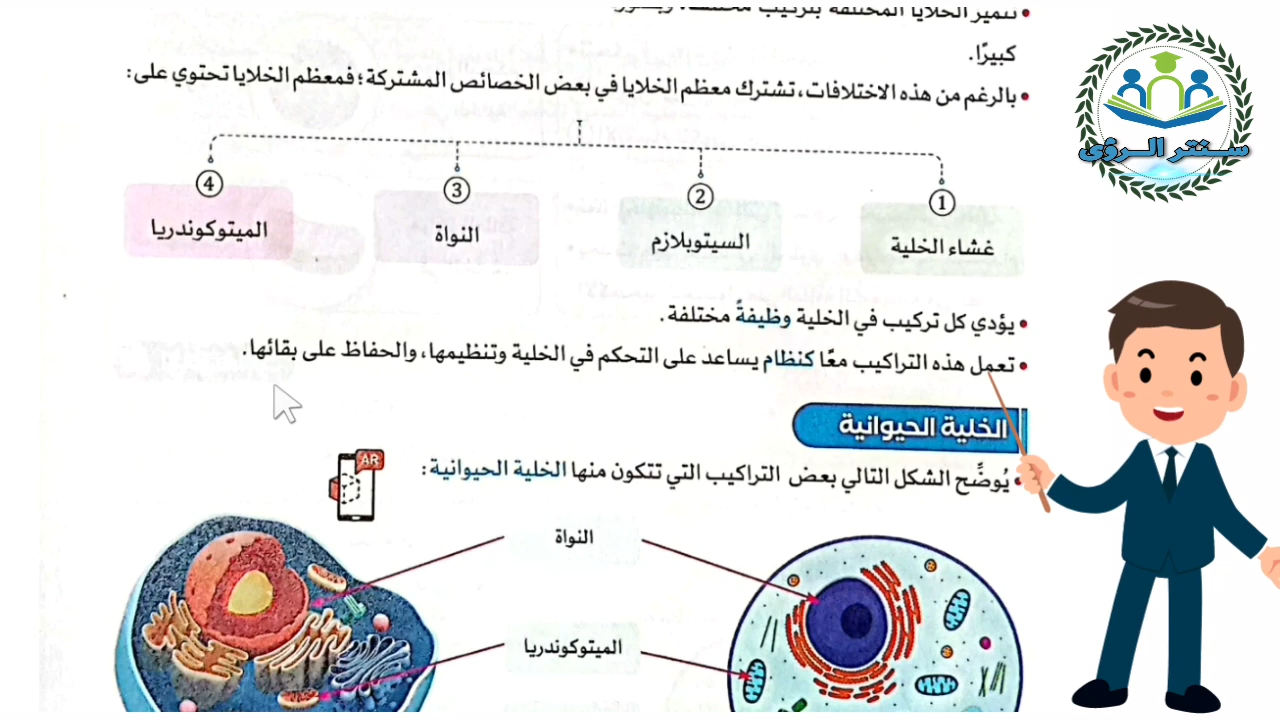 كبيرًا.
• بالرغم من هذه الاختلافات، تشترك معظم الخلايا في بعض الخصائص المشتركة؛ فمعظم الخلايا تحتوي على:
1 غشاء الخلية
2 السيتوبلازم
3 النواة
4 الميتوكوندريا
• يؤدي كل تركيب في الخلية وظيفةً مختلفة.
• تعمل هذه التراكيب معًا كنظام يساعد على التحكم في الخلية وتنظيمها، والحفاظ على بقائها.
الخلية الحيوانية
• يُوضِّح الشكل التالي بعض التراكيب التي تتكون منها الخلية الحيوانية:
AR
النواة
الميتوكوندريا
سنتر الرؤى